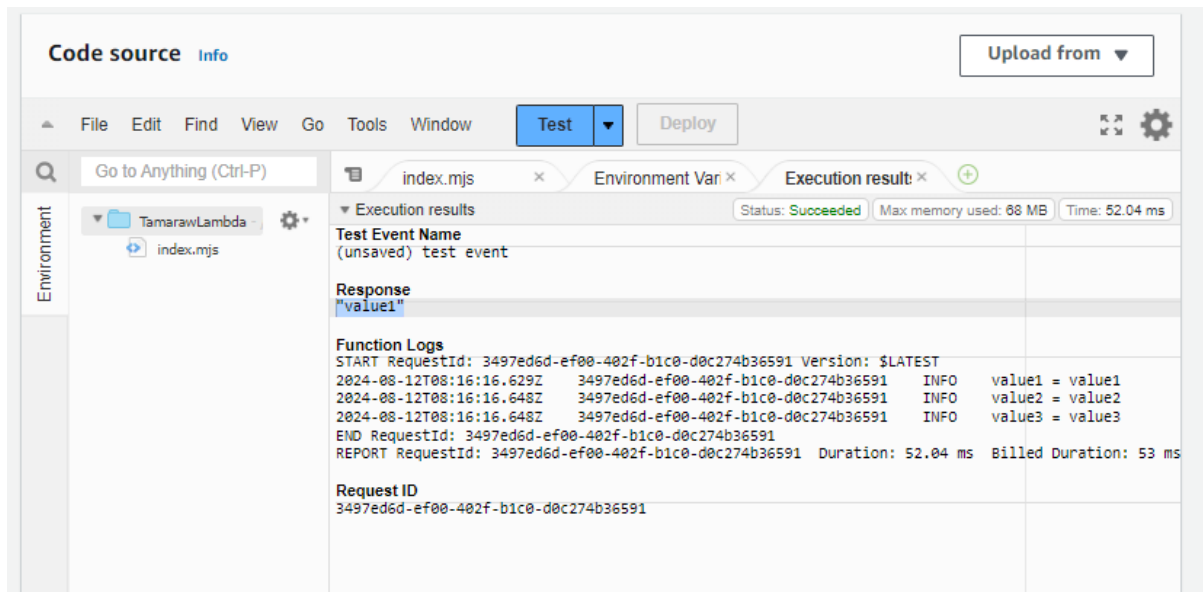 Code source Info
Upload from
File Edit Find View Go Tools Window Test Deploy
Go to Anything (Ctrl-P)
index.mjs Environment Vari Execution results
Environment
TamarawLambda -
index.mjs
Execution results Status: Succeeded Max memory used: 68 MB Time: 52.04 ms
Test Event Name
(unsaved) test event
Response
"value1"
Function Logs
START RequestId: 3497ed6d-ef00-402f-b1c0-d0c274b36591 Version: $LATEST
2024-08-12T08:16:16.629Z 3497ed6d-ef00-402f-b1c0-d0c274b36591 INFO value1 = value1
2024-08-12T08:16:16.648Z 3497ed6d-ef00-402f-b1c0-d0c274b36591 INFO value2 = value2
2024-08-12T08:16:16.648Z 3497ed6d-ef00-402f-b1c0-d0c274b36591 INFO value3 = value3
END RequestId: 3497ed6d-ef00-402f-b1c0-d0c274b36591
REPORT RequestId: 3497ed6d-ef00-402f-b1c0-d0c274b36591 Duration: 52.04 ms Billed Duration: 53 ms
Request ID
3497ed6d-ef00-402f-b1c0-d0c274b36591